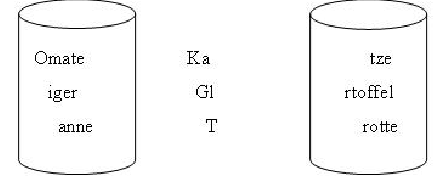 Omate Ka tze
iger Gl rtoffel
anne T rotte